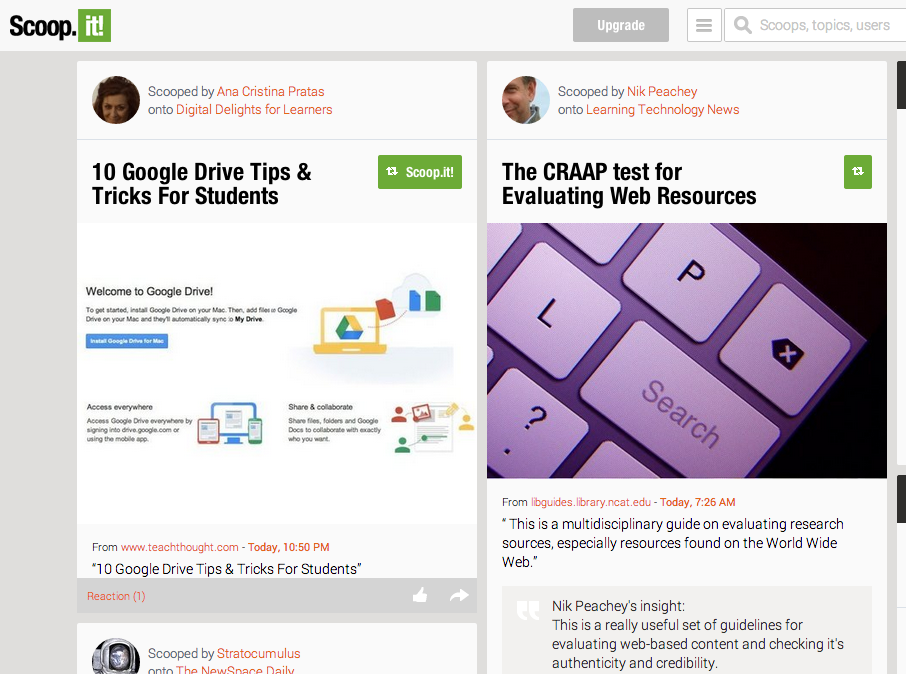 Scoop.it!
Upgrade
Scoops, topics, users
Scooped by Ana Cristina Pratas
onto Digital Delights for Learners
10 Google Drive Tips &
Tricks For Students
Scoop.it!
Welcome to Google Drive!
To get started, install Google Drive on your Mac. Then, add files to Google
Drive on your Mac and they'll automatically sync to My Drive.
Install Google Drive for Mac
Access everywhere
Access Google Drive everywhere by
signing into drive.google.com or
using the mobile app.
Share & collaborate
Share files, folders and Google
Docs to collaborate with exactly
who you want.
From www.teachthought.com - Today, 10:50 PM
“10 Google Drive Tips & Tricks For Students”
Reaction (1)
Scooped by Stratocumulus
onto The NewSpace Daily
Scooped by Nik Peachey
onto Learning Technology News
The CRAAP test for
Evaluating Web Resources
P
L
?
.
Search
From libguides.library.ncat.edu - Today, 7:26 AM
“ This is a multidisciplinary guide on evaluating research
sources, especially resources found on the World Wide
Web.”
Nik Peachey's insight:
This is a really useful set of guidelines for
evaluating web-based content and checking it's
authenticity and credibility.